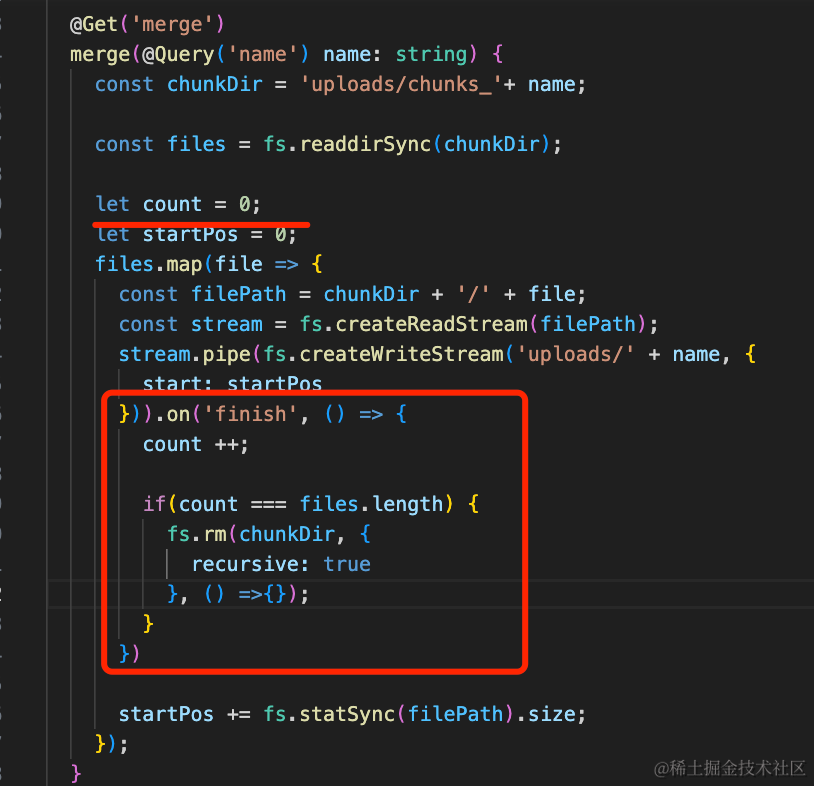 @Get('merge')
merge(@Query('name') name: string) {
const chunkDir = 'uploads/chunks_'+ name;
const files = fs.readdirSync(chunkDir);
let count = 0;
let startPos = 0;
files.map(file => {
const filePath = chunkDir + '/' + file;
const stream = fs.createReadStream(filePath);
stream.pipe(fs.createWriteStream('uploads/' + name, {
start: startPos
})).on('finish', () => {
count ++;
if(count === files.length) {
fs.rm(chunkDir, {
recursive: true
}, () =>{});
}
})
startPos += fs.statSync(filePath).size;
});
}
@稀土掘金技术社区